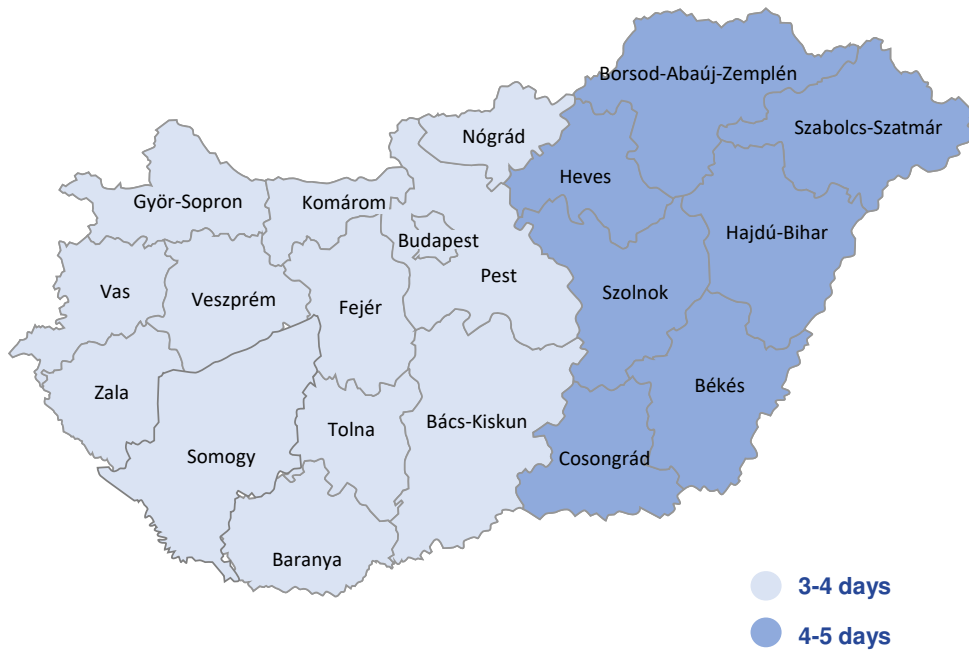 Borsod-Abaúj-Zemplén
Szabolcs-Szatmár
Nógrád
Heves
Györ-Sopron
Komárom
Hajdú-Bihar
Budapest
Pest
Vas
Veszprém
Fejér
Szolnok
Zala
Békés
Bács-Kiskun
Tolna
Somogy
Cosongrád
Baranya
3-4 days
4-5 days